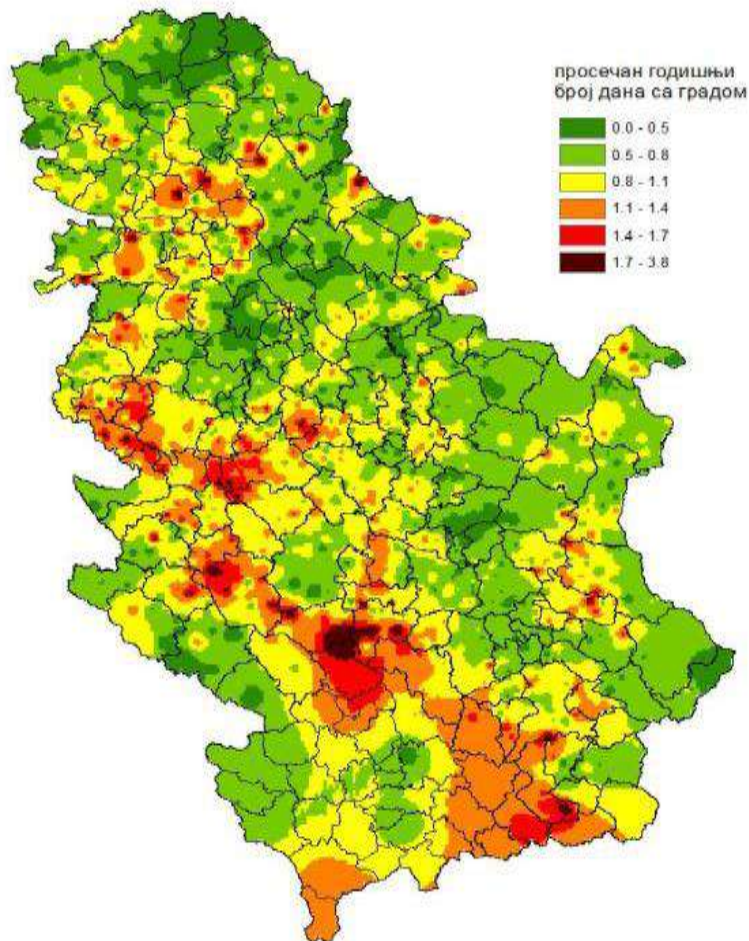 просечан годишњи
број дана са градом
0.0 - 0.5
0.5 - 0.8
0.8 - 1.1
1.1 - 1.4
1.4 - 1.7
1.7 - 3.8